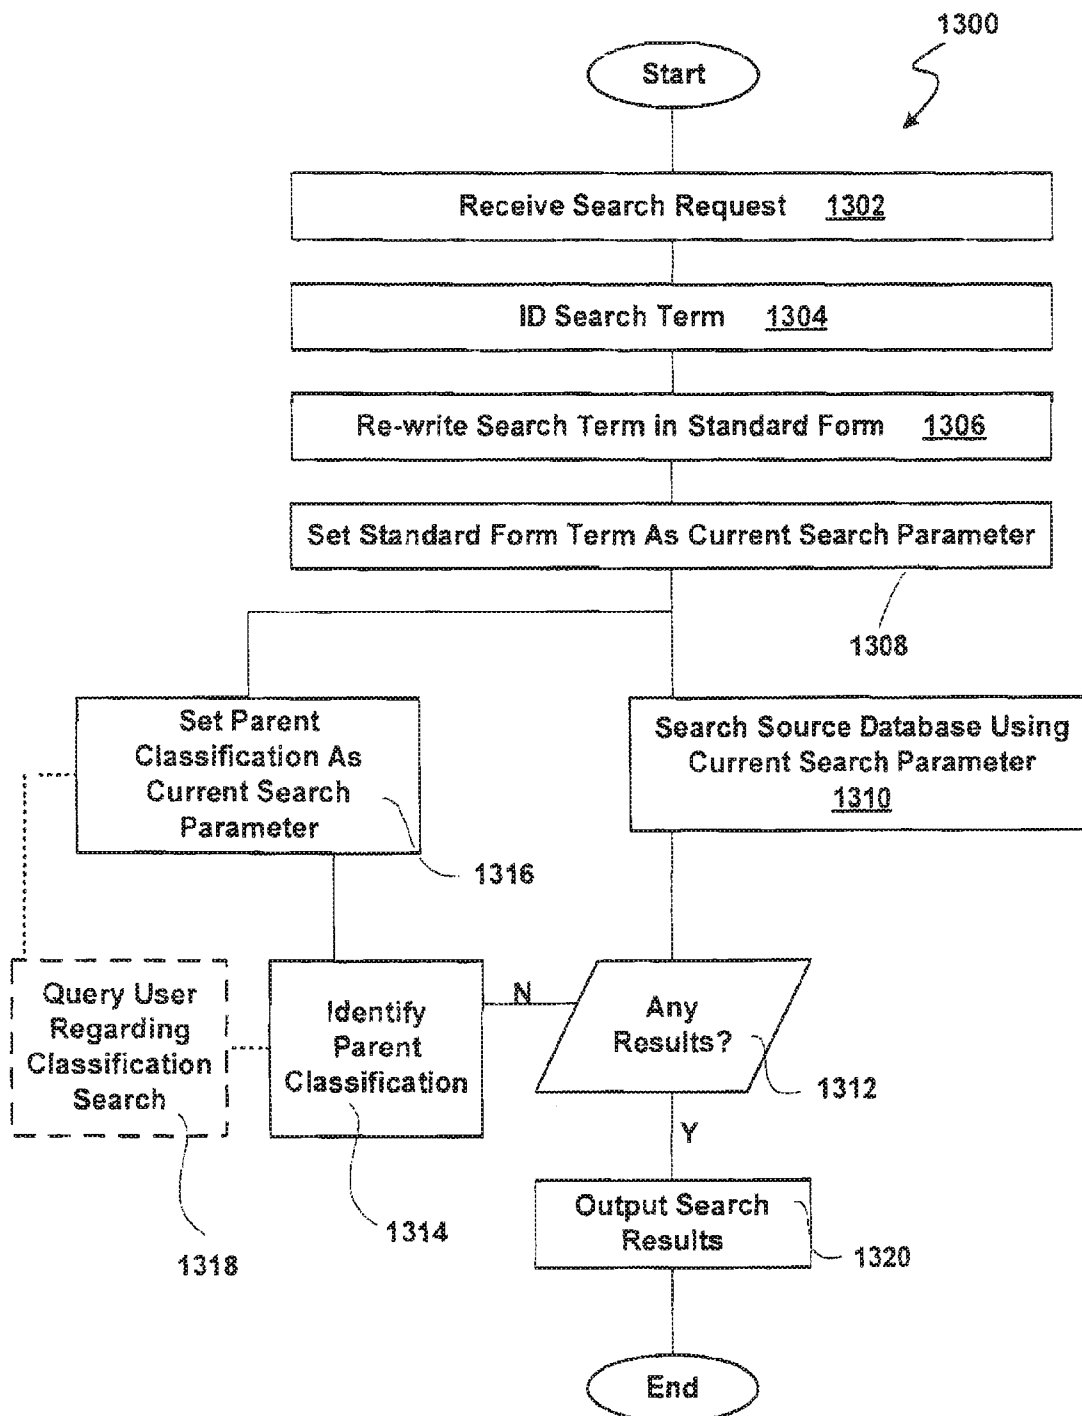 1300
Start
Receive Search Request 1302
ID Search Term 1304
Re-write Search Term in Standard Form 1306
Set Standard Form Term As Current Search Parameter
1308
Set Parent
Classification As
Current Search
Parameter
1316
Search Source Database Using
Current Search Parameter
1310
Query User
Regarding
Classification
Search
1318
Identify
Parent
Classification
1314
N
Any
Results?
1312
Y
Output Search
Results
1320
End